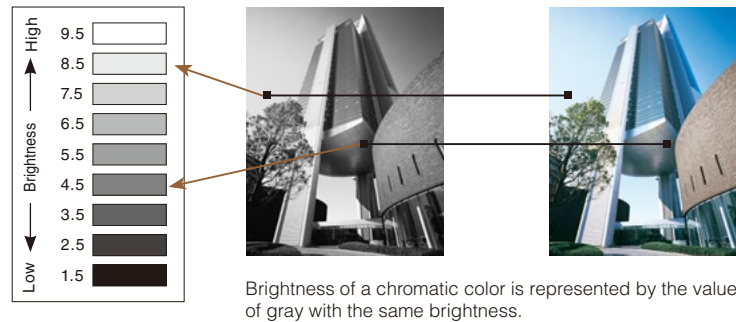 High
Brightness
Low
9.5
8.5
7.5
6.5
5.5
4.5
3.5
2.5
1.5
Brightness of a chromatic color is represented by the value
of gray with the same brightness.